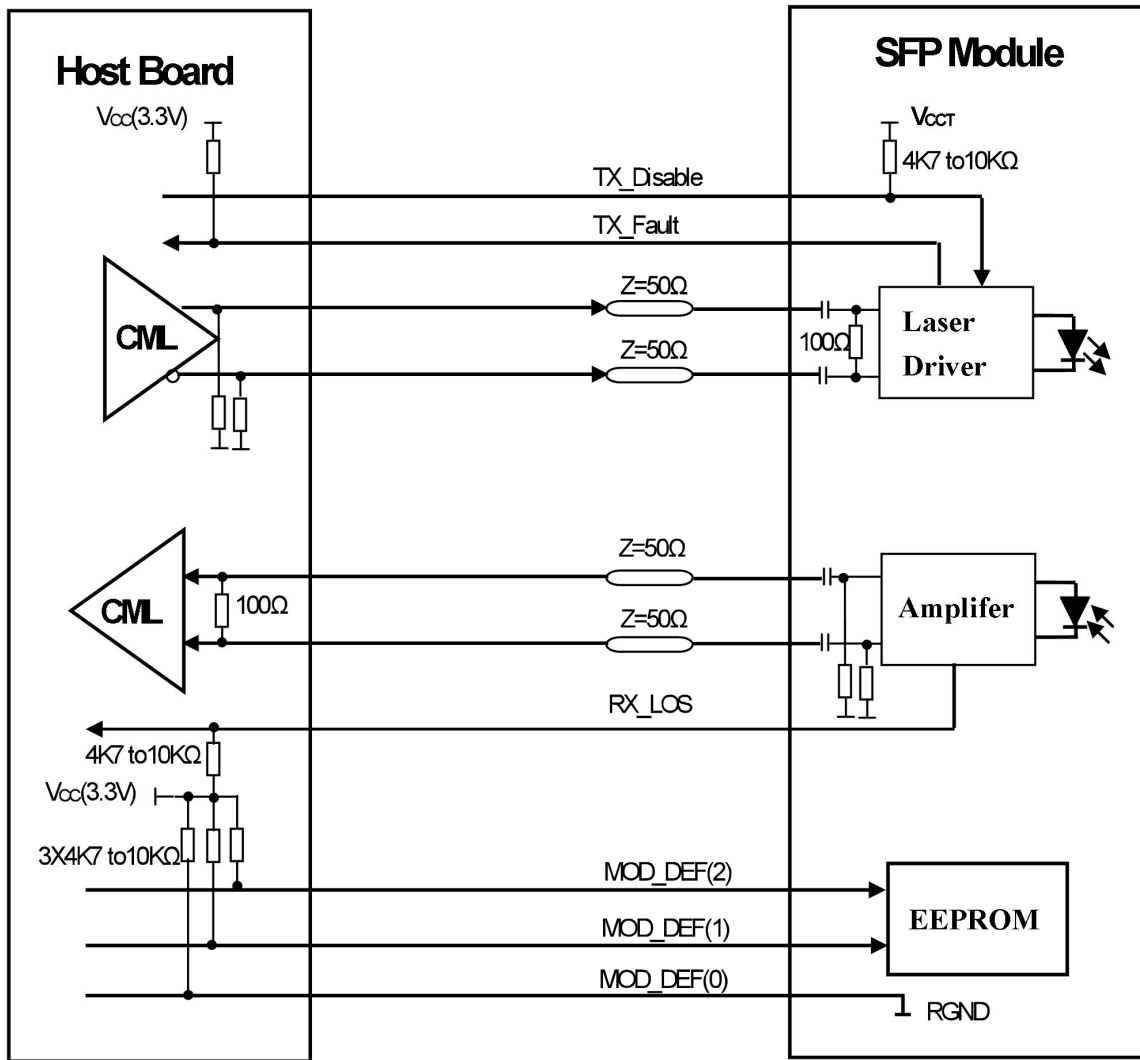 Host Board
SFP Module
VCC(3.3V)
VCCT
4K7 to10KΩ
TX_Disable
TX_Fault
Z=50Ω
CML
100Ω
Laser
Driver
Z=50Ω
Z=50Ω
CML
100Ω
Amplifer
Z=50Ω
RX_LOS
4K7 to10KΩ
VCC(3.3V)
3X4K7 to10KΩ
MOD_DEF(2)
EEPROM
MOD_DEF(1)
MOD_DEF(0)
RGND